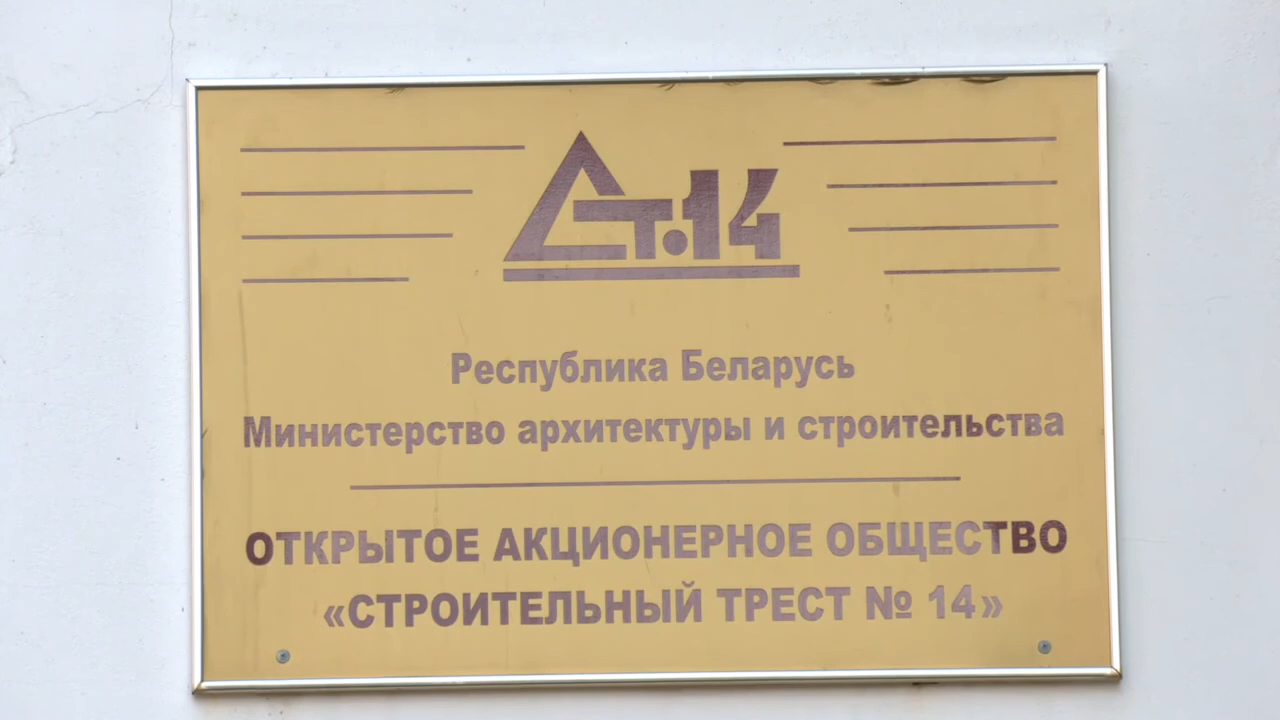 Ст.14
Республика Беларусь
Министерство архитектуры и строительства
ОТКРЫТОЕ АКЦИОНЕРНОЕ ОБЩЕСТВО
«СТРОИТЕЛЬНЫЙ ТРЕСТ № 14»